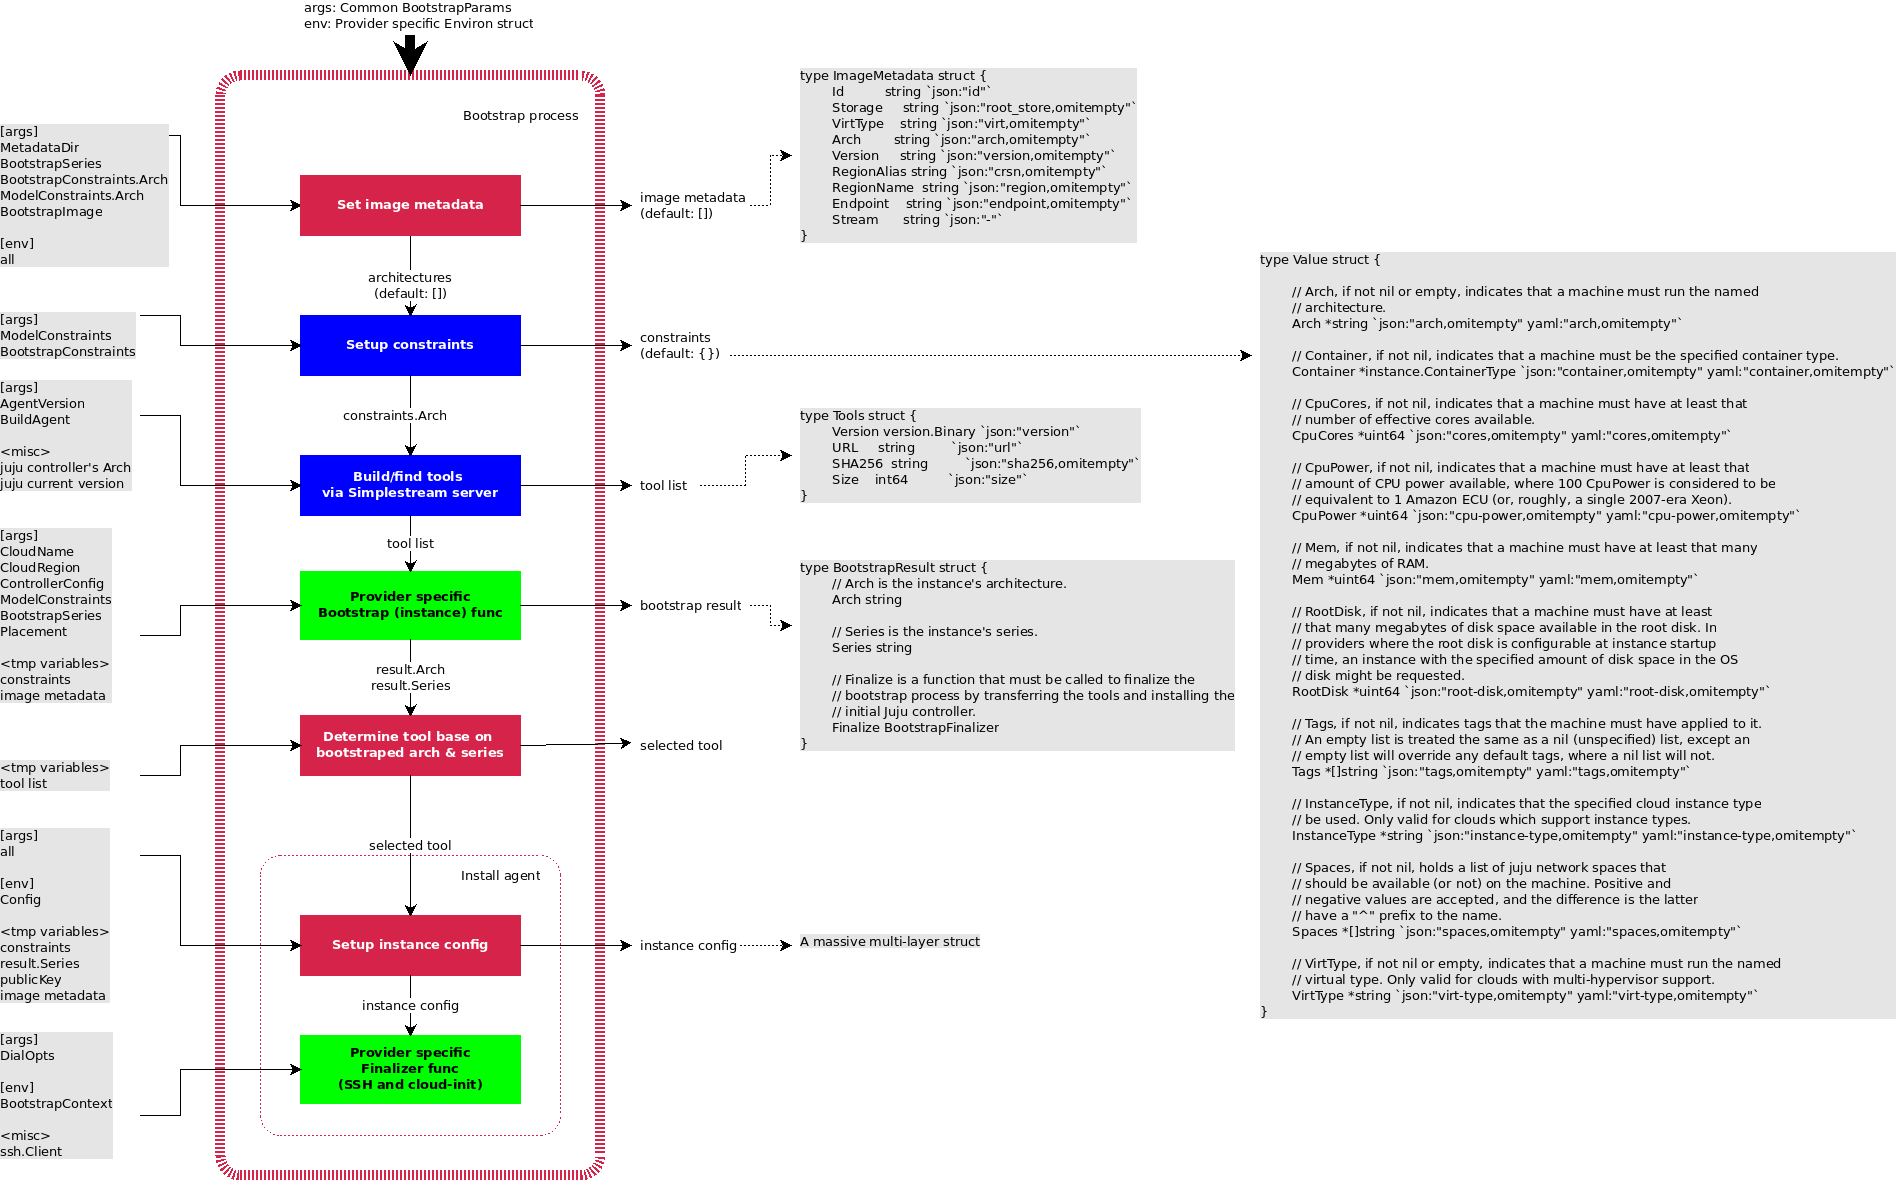 args: Common BootstrapParams
env: Provider specific Environ struct
Bootstrap process
[args]
MetadataDir
BootstrapSeries
BootstrapConstraints.Arch
ModelConstraints.Arch
BootstrapImage
[env]
all
Set image metadata
image metadata
(default: [])
type ImageMetadata struct {
Id string `json:"id"`
Storage string `json:"root_store,omitempty"`
VirtType string `json:"virt,omitempty"`
Arch string `json:"arch,omitempty"`
Version string `json:"version,omitempty"`
RegionAlias string `json:"crsn,omitempty"`
RegionName string `json:"region,omitempty"`
Endpoint string `json:"endpoint,omitempty"`
Stream string `json:"-"`
}
architectures
(default: [])
[args]
ModelConstraints
BootstrapConstraints
Setup constraints
constraints
(default: {})
type Value struct {
// Arch, if not nil or empty, indicates that a machine must run the named
// architecture.
Arch *string `json:"arch,omitempty" yaml:"arch,omitempty"`
// Container, if not nil, indicates that a machine must be the specified container type.
Container *instance.ContainerType `json:"container,omitempty" yaml:"container,omitempty"`
// CpuCores, if not nil, indicates that a machine must have at least that
// number of effective cores available.
CpuCores *uint64 `json:"cores,omitempty" yaml:"cores,omitempty"`
// CpuPower, if not nil, indicates that a machine must have at least that
// amount of CPU power available, where 100 CpuPower is considered to be
// equivalent to 1 Amazon ECU (or, roughly, a single 2007-era Xeon).
CpuPower *uint64 `json:"cpu-power,omitempty" yaml:"cpu-power,omitempty"`
// Mem, if not nil, indicates that a machine must have at least that many
// megabytes of RAM.
Mem *uint64 `json:"mem,omitempty" yaml:"mem,omitempty"`
// RootDisk, if not nil, indicates that a machine must have at least
// that many megabytes of disk space available in the root disk. In
// providers where the root disk is configurable at instance startup
// time, an instance with the specified amount of disk space in the OS
// disk might be requested.
RootDisk *uint64 `json:"root-disk,omitempty" yaml:"root-disk,omitempty"`
// Tags, if not nil, indicates tags that the machine must have applied to it.
// An empty list is treated the same as a nil (unspecified) list, except an
// empty list will override any default tags, where a nil list will not.
Tags *[]string `json:"tags,omitempty" yaml:"tags,omitempty"`
// InstanceType, if not nil, indicates that the specified cloud instance type
// be used. Only valid for clouds which support instance types.
InstanceType *string `json:"instance-type,omitempty" yaml:"instance-type,omitempty"`
// Spaces, if not nil, holds a list of juju network spaces that
// should be available (or not) on the machine. Positive and
// negative values are accepted, and the difference is the latter
// have a "^" prefix to the name.
Spaces *[]string `json:"spaces,omitempty" yaml:"spaces,omitempty"`
// VirtType, if not nil or empty, indicates that a machine must run the named
// virtual type. Only valid for clouds with multi-hypervisor support.
VirtType *string `json:"virt-type,omitempty" yaml:"virt-type,omitempty"`
}
constraints.Arch
[args]
AgentVersion
BuildAgent
<misc>
juju controller's Arch
juju current version
Build/find tools
via Simplestream server
tool list
type Tools struct {
Version version.Binary `json:"version"`
URL string `json:"url"`
SHA256 string `json:"sha256,omitempty"`
Size int64 `json:"size"`
}
tool list
[args]
CloudName
CloudRegion
ControllerConfig
ModelConstraints
BootstrapSeries
Placement
<tmp variables>
constraints
image metadata
Provider specific
Bootstrap (instance) func
bootstrap result
type BootstrapResult struct {
// Arch is the instance's architecture.
Arch string
// Series is the instance's series.
Series string
// Finalize is a function that must be called to finalize the
// bootstrap process by transferring the tools and installing the
// initial Juju controller.
Finalize BootstrapFinalizer
}
result.Arch
result.Series
<tmp variables>
tool list
Determine tool base on
bootstraped arch & series
selected tool
selected tool
Install agent
[args]
all
[env]
Config
<tmp variables>
constraints
result.Series
publicKey
image metadata
Setup instance config
instance config
A massive multi-layer struct
instance config
[args]
DialOpts
[env]
BootstrapContext
<misc>
ssh.Client
Provider specific
Finalizer func
(SSH and cloud-init)